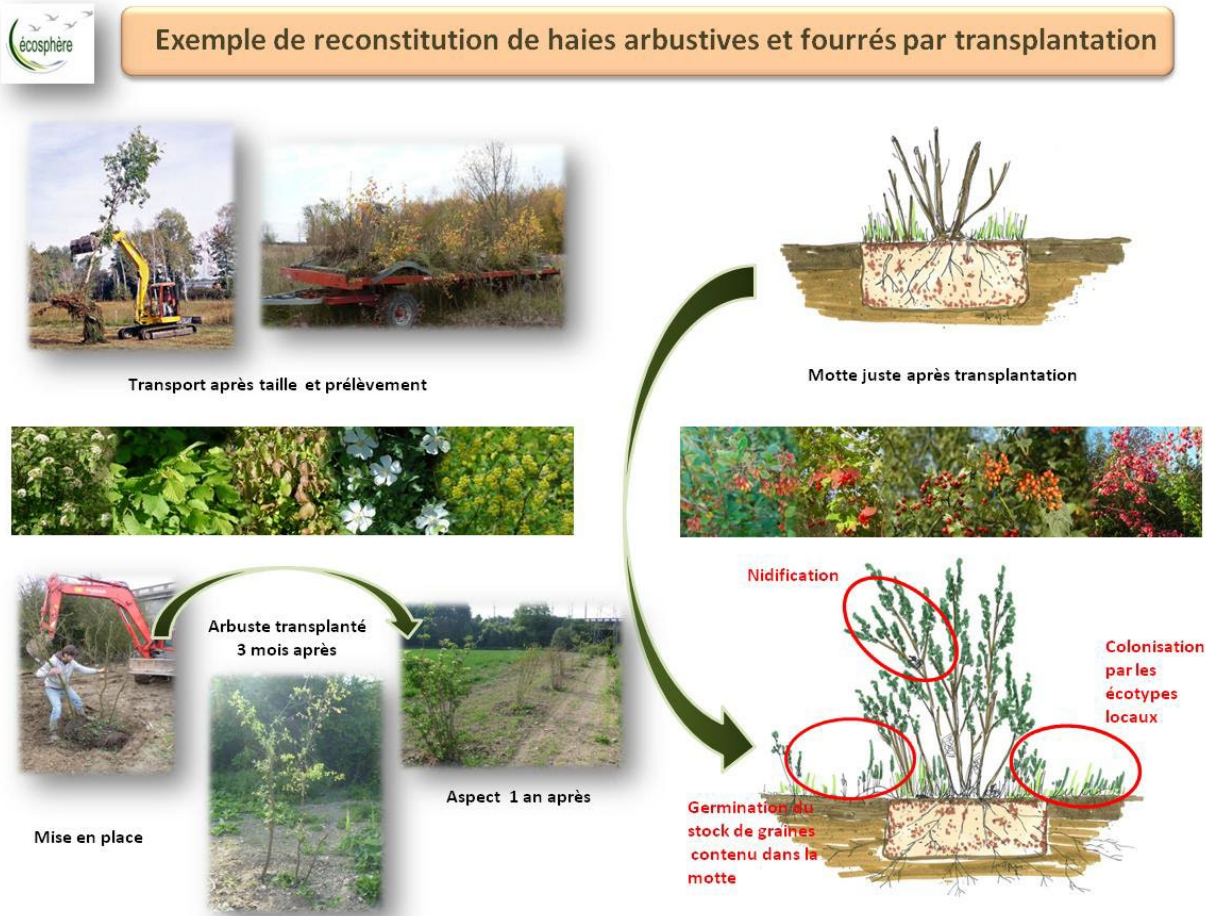 écosphère
Exemple de reconstitution de haies arbustives et fourrés par transplantation
Transport après taille et prélèvement
Motte juste après transplantation
Arbuste transplanté
3 mois après
Mise en place
Aspect 1 an après
Nidification
Colonisation
par les
écotypes
locaux
Germination du
stock de graines
contenu dans la
motte